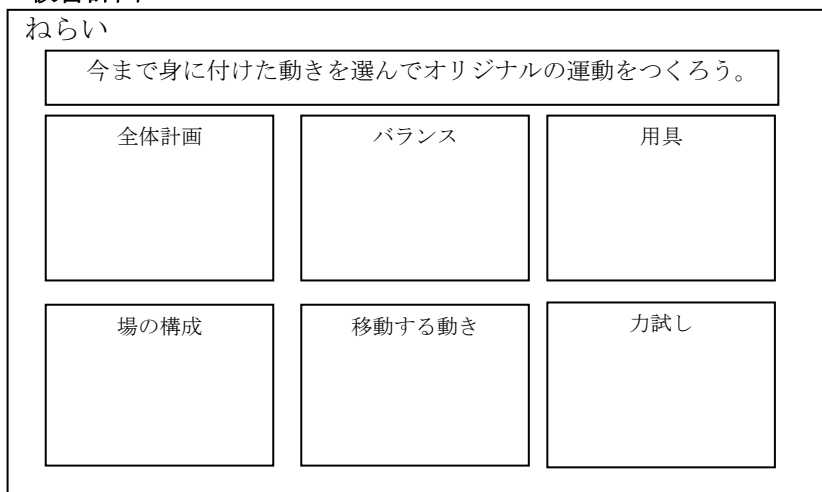 ねらい
今まで身に付けた動きを選んでオリジナルの運動をつくろう。
全体計画 バランス 用具
場の構成 移動する動き 力試し